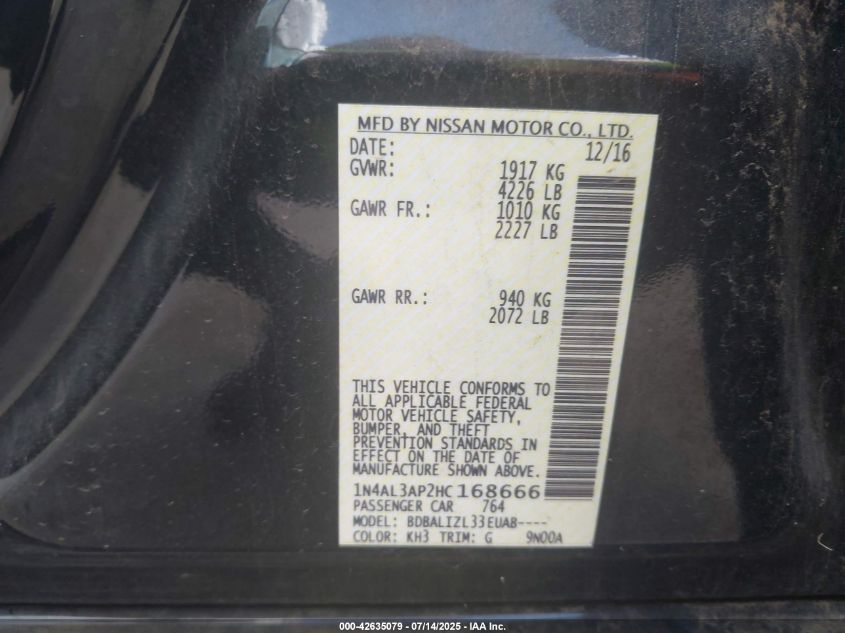 MFD BY NISSAN MOTOR CO., LTD.
DATE: 12/16
GVWR: 1917 KG
4226 LB
GAWR FR.: 1010 KG
2227 LB
GAWR RR.: 940 KG
2072 LB
THIS VEHICLE CONFORMS TO
ALL APPLICABLE FEDERAL
MOTOR VEHICLE SAFETY,
BUMPER, AND THEFT
PREVENTION STANDARDS IN
EFFECT ON THE DATE OF
MANUFACTURE SHOWN ABOVE.
1N4AL3AP2HC168666
PASSENGER CAR 764
MODEL: BDBALIZL33EUA8----
COLOR: KH3 TRIM: G 9N00A
000-42635079 - 07/14/2025 - IAA Inc.